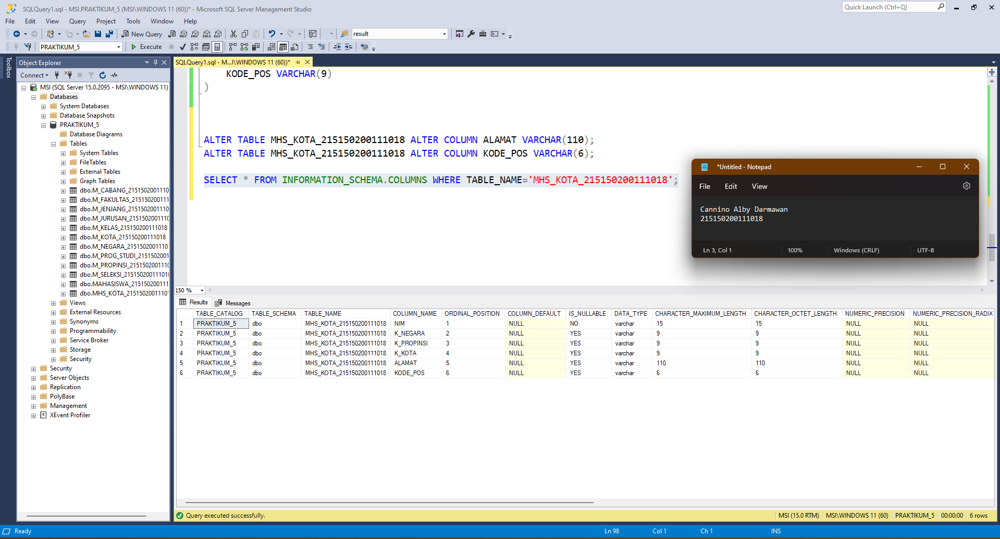 SQLQuery1.sql - MSI.PRAKTIKUM_5 (MSI\WINDOWS 11 (60))* - Microsoft SQL Server Management Studio
Quick Launch (Ctrl+Q)
File Edit View Query Project Tools Window Help
New Query MDX DMX XMLA DAX result
PRAKTIKUM_5 Execute
Toolbox
Object Explorer
Connect
MSI (SQL Server 15.0.2095 - MSI\WINDOWS 11)
Databases
System Databases
Database Snapshots
PRAKTIKUM_5
Database Diagrams
Tables
System Tables
FileTables
External Tables
Graph Tables
dbo.M_CABANG_2151502001110
dbo.M_FAKULTAS_215150200111
dbo.M_JENJANG_2151502001110
dbo.M_JURUSAN_2151502001110
dbo.M_KELAS_215150200111018
dbo.M_KOTA_215150200111018
dbo.M_NEGARA_21515020011101
dbo.M_PROG_STUDI_2151502001
dbo.M_PROPINSI_2151502001110
dbo.M_SELEKSI_215150200111018
dbo.MAHASISWA_215150200111
dbo.MHS_KOTA_21515020011101
Views
External Resources
Synonyms
Programmability
Service Broker
Storage
Security
Security
Server Objects
Replication
PolyBase
Management
XEvent Profiler
SQLQuery1.sql - M...I\WINDOWS 11 (60))*
KODE_POS VARCHAR(9)
)
ALTER TABLE MHS_KOTA_215150200111018 ALTER COLUMN ALAMAT VARCHAR(110);
ALTER TABLE MHS_KOTA_215150200111018 ALTER COLUMN KODE_POS VARCHAR(6);
SELECT * FROM INFORMATION_SCHEMA.COLUMNS WHERE TABLE_NAME='MHS_KOTA_215150200111018';
*Untitled - Notepad
File Edit View
Cannino Alby Darmawan
215150200111018
Ln 3, Col 1 100% Windows (CRLF) UTF-8
150 %
Results Messages
TABLE_CATALOG TABLE_SCHEMA TABLE_NAME COLUMN_NAME ORDINAL_POSITION COLUMN_DEFAULT IS_NULLABLE DATA_TYPE CHARACTER_MAXIMUM_LENGTH CHARACTER_OCTET_LENGTH NUMERIC_PRECISION NUMERIC_PRECISION_RADIX
1 PRAKTIKUM_5 dbo MHS_KOTA_215150200111018 NIM 1 NULL NO varchar 15 15 NULL NULL
2 PRAKTIKUM_5 dbo MHS_KOTA_215150200111018 K_NEGARA 2 NULL YES varchar 9 9 NULL NULL
3 PRAKTIKUM_5 dbo MHS_KOTA_215150200111018 K_PROPINSI 3 NULL YES varchar 9 9 NULL NULL
4 PRAKTIKUM_5 dbo MHS_KOTA_215150200111018 K_KOTA 4 NULL YES varchar 9 9 NULL NULL
5 PRAKTIKUM_5 dbo MHS_KOTA_215150200111018 ALAMAT 5 NULL YES varchar 110 110 NULL NULL
6 PRAKTIKUM_5 dbo MHS_KOTA_215150200111018 KODE_POS 6 NULL YES varchar 6 6 NULL NULL
Query executed successfully. MSI (15.0 RTM) MSI\WINDOWS 11 (60) PRAKTIKUM_5 00:00:00 6 rows
Ready Ln 98 Col 1 Ch 1 INS